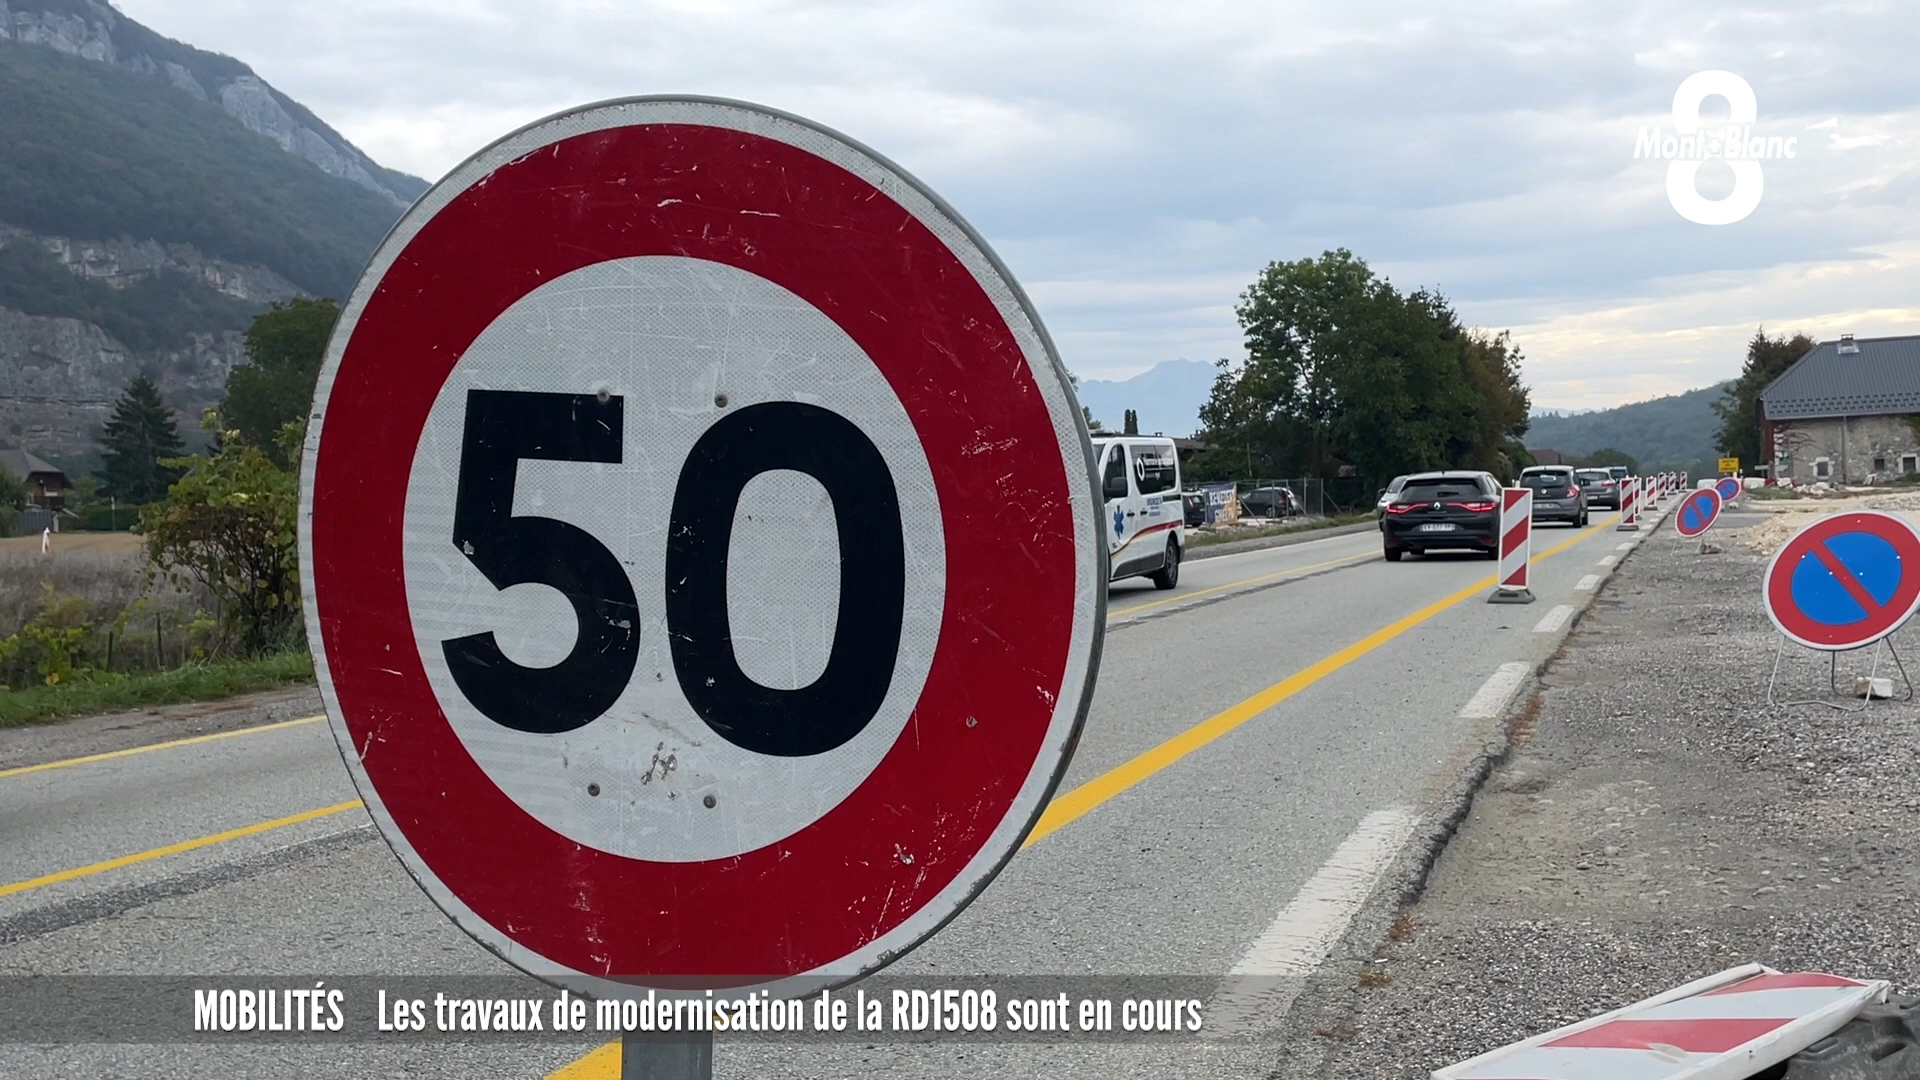 8
Mont-Blanc
50
MOBILITÉS Les travaux de modernisation de la RD1508 sont en cours